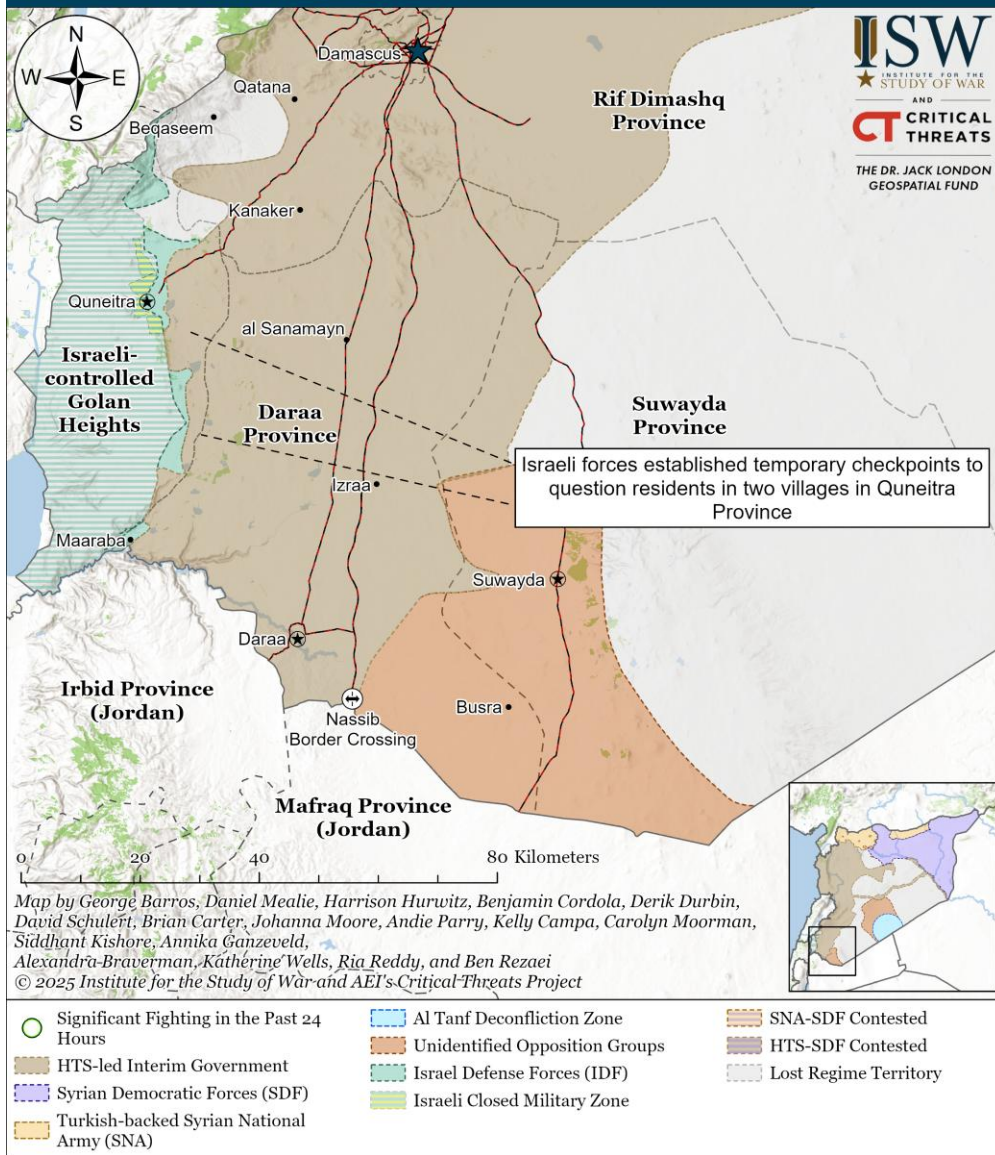 N
W E
S
ISW
INSTITUTE FOR THE
STUDY OF WAR
AND
CT CRITICAL
THREATS
THE DR. JACK LONDON
GEOSPATIAL FUND
Damascus
Qatana
Beqaseem
Rif Dimashq
Province
Kanaker
Quneitra
al Sanamayn
Israeli-
controlled
Golan
Heights
Daraa
Province
Suwayda
Province
Israeli forces established temporary checkpoints to
question residents in two villages in Quneitra
Province
Izraa
Maaraba
Suwayda
Daraa
Irbid Province
(Jordan)
Nassib
Border Crossing
Busra
Mafraq Province
(Jordan)
0 20 40 80 Kilometers
Map by George Barros, Daniel Mealie, Harrison Hurwitz, Benjamin Cordola, Derik Durbin,
David Schulert, Brian Carter, Johanna Moore, Andie Parry, Kelly Campa, Carolyn Moorman,
Siddhant Kishore, Annika Ganzeveld,
Alexandra Braverman, Katherine Wells, Ria Reddy, and Ben Rezaei
© 2025 Institute for the Study of War and AEI's Critical Threats Project
Significant Fighting in the Past 24
Hours
HTS-led Interim Government
Syrian Democratic Forces (SDF)
Turkish-backed Syrian National
Army (SNA)
Al Tanf Deconfliction Zone
Unidentified Opposition Groups
Israel Defense Forces (IDF)
Israeli Closed Military Zone
SNA-SDF Contested
HTS-SDF Contested
Lost Regime Territory